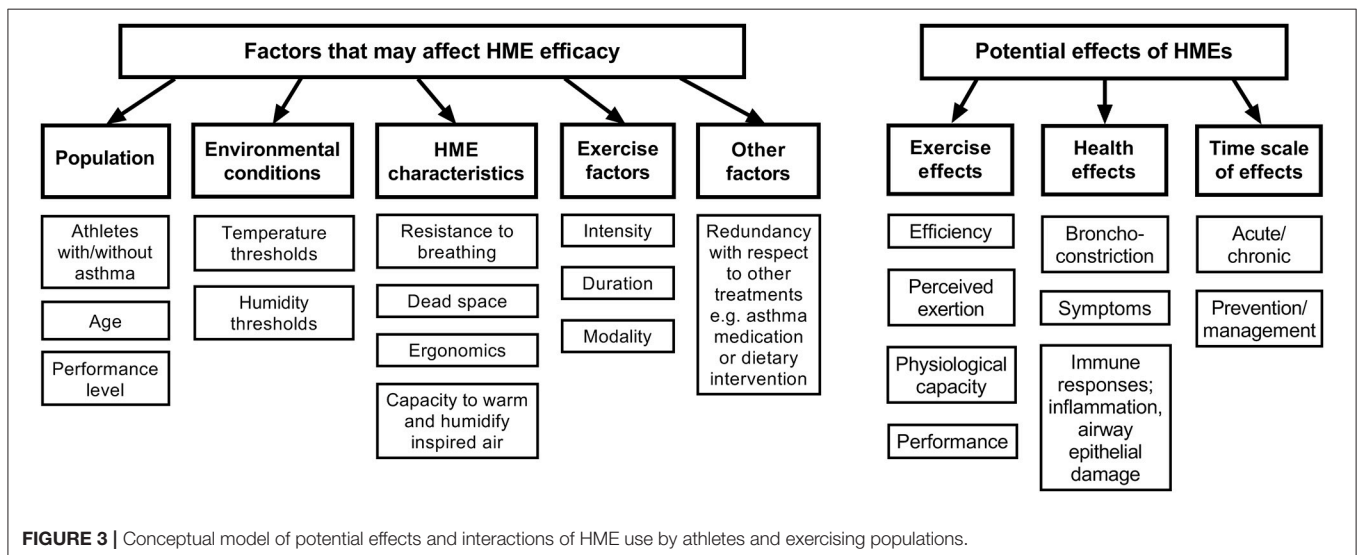 Factors that may affect HME efficacy
Population
Athletes
with/without
asthma
Age
Performance
level
Environmental
conditions
Temperature
thresholds
Humidity
thresholds
HME
characteristics
Resistance to
breathing
Dead space
Ergonomics
Capacity to warm
and humidify
inspired air
Exercise
factors
Intensity
Duration
Modality
Other
factors
Redundancy
with respect
to other
treatments
e.g. asthma
medication
or dietary
intervention
Potential effects of HMEs
Exercise
effects
Efficiency
Perceived
exertion
Physiological
capacity
Performance
Health
effects
Broncho-
constriction
Symptoms
Immune
responses;
inflammation,
airway
epithelial
damage
Time scale
of effects
Acute/
chronic
Prevention/
management
FIGURE 3 | Conceptual model of potential effects and interactions of HME use by athletes and exercising populations.